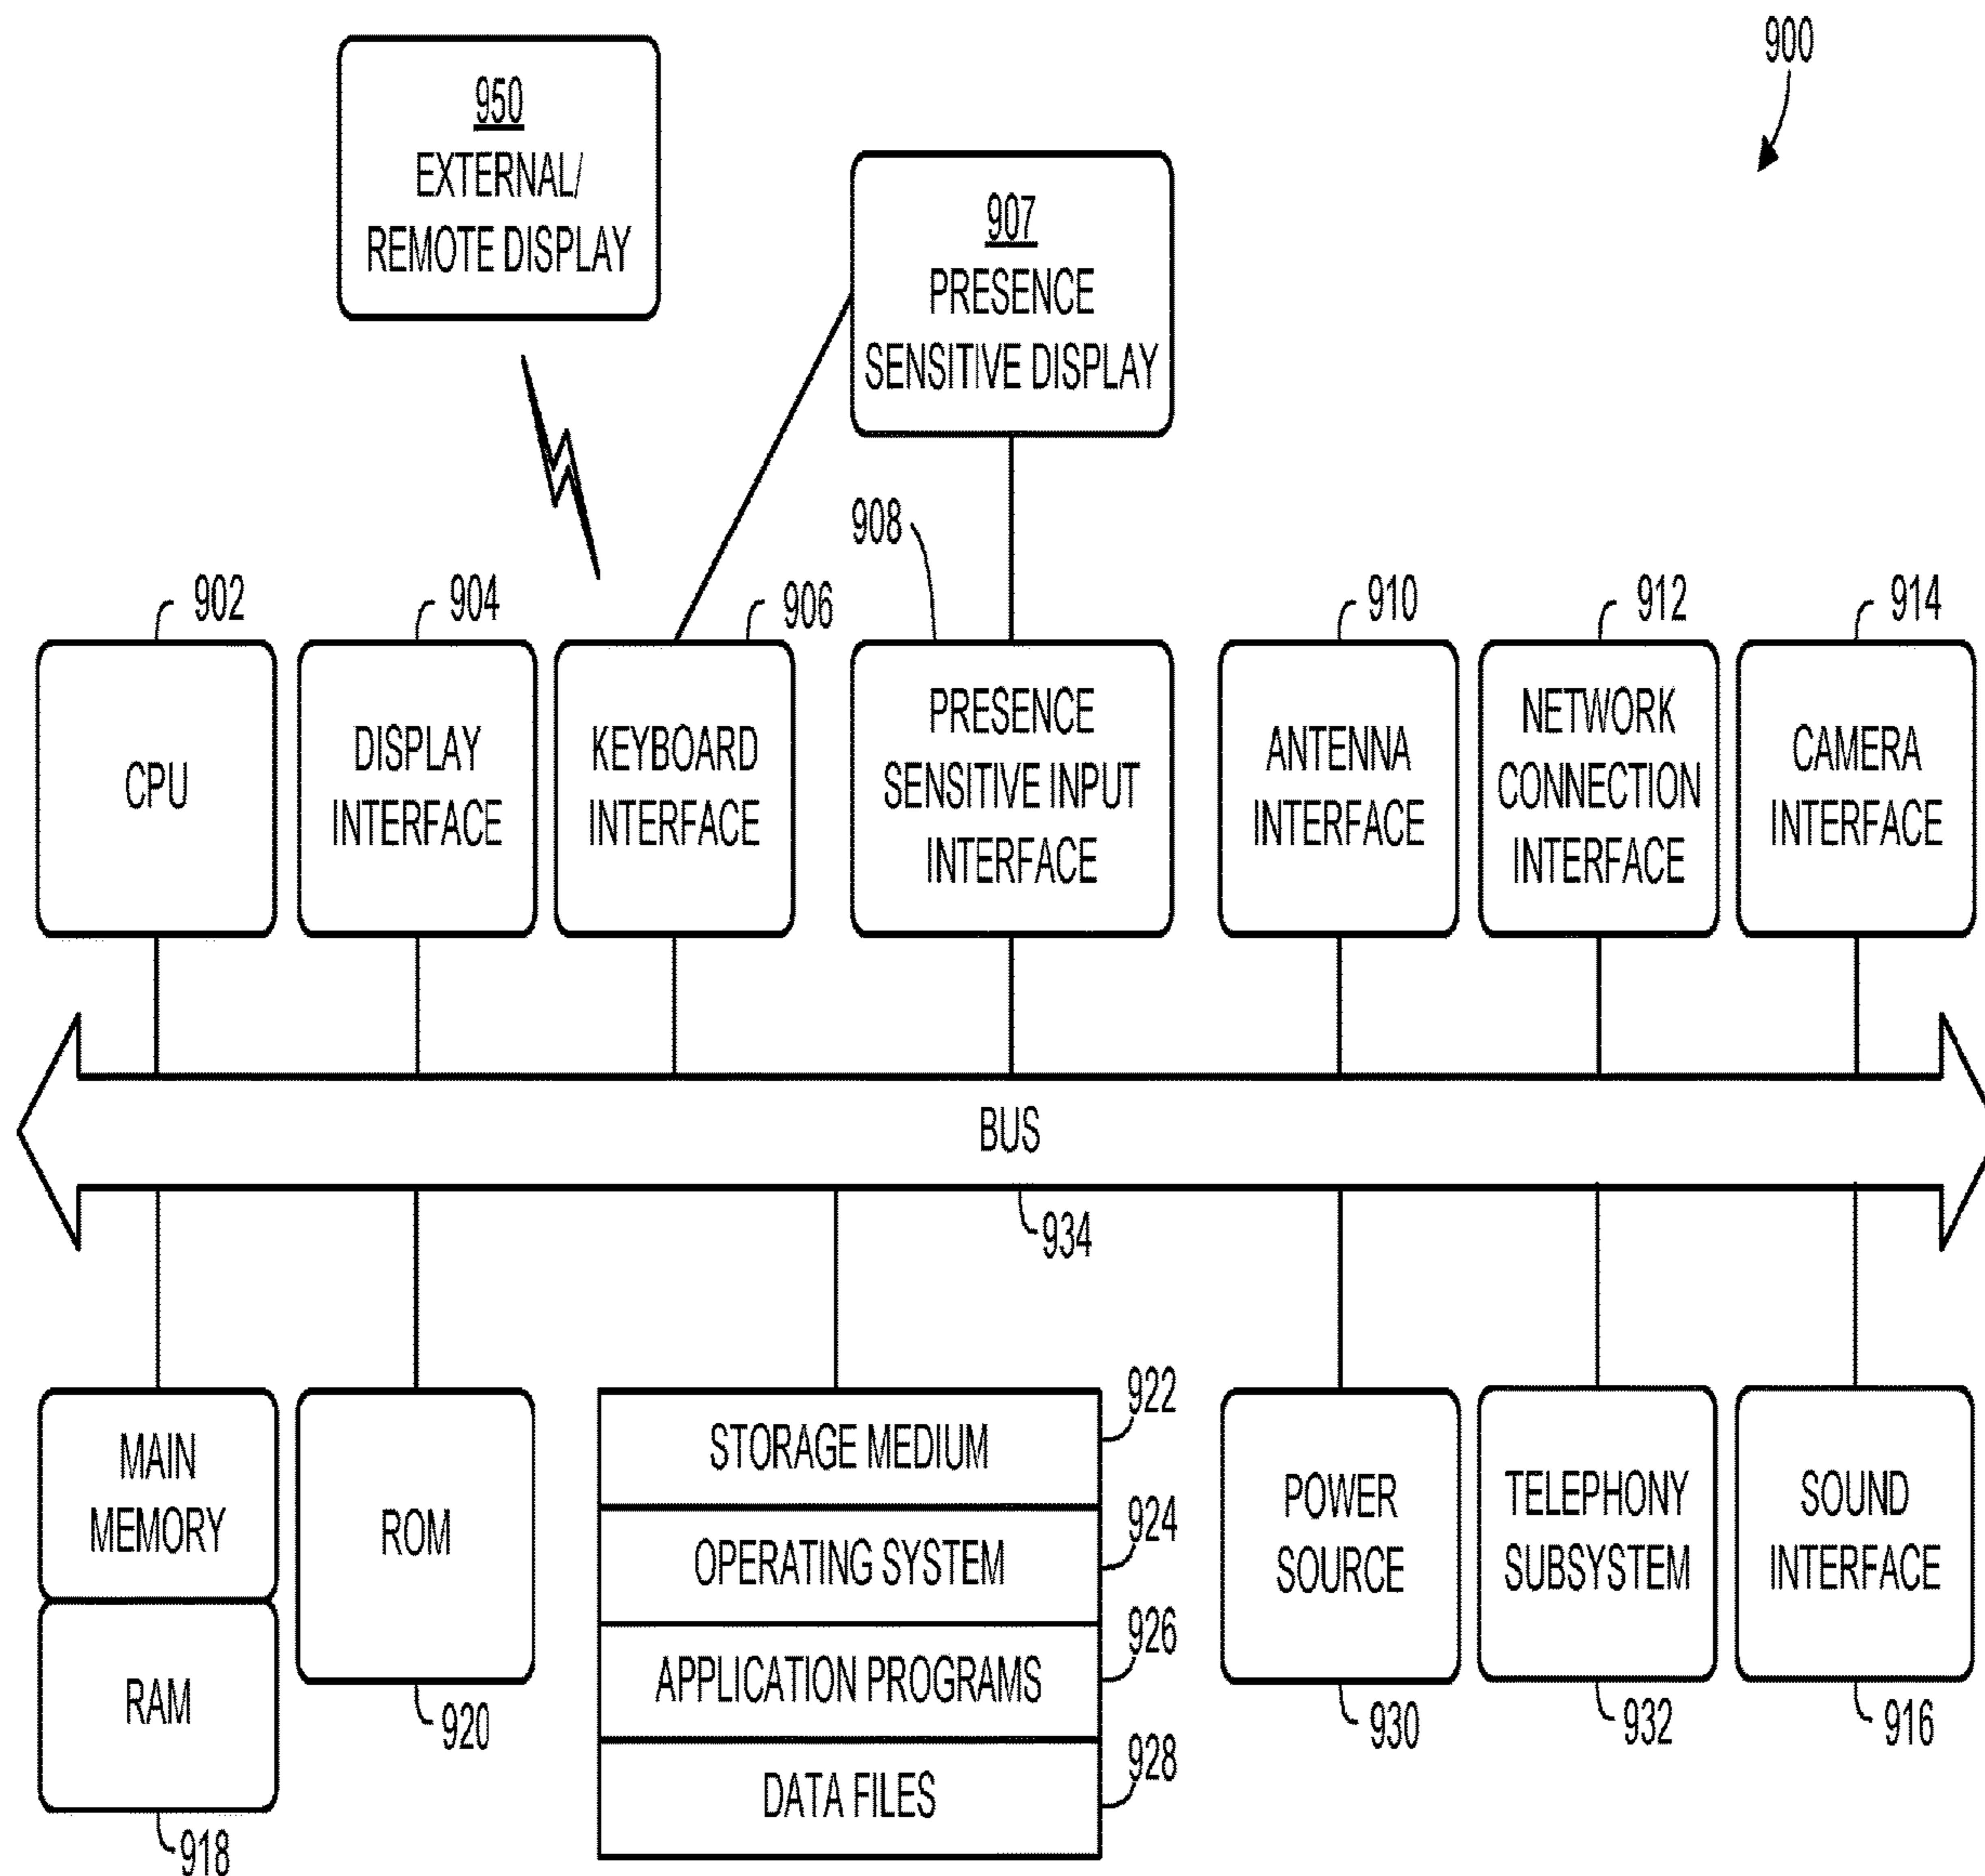 900
950
EXTERNAL/
REMOTE DISPLAY
907
PRESENCE
SENSITIVE DISPLAY
908
902
904
906
910
912
914
CPU
DISPLAY
INTERFACE
KEYBOARD
INTERFACE
PRESENCE
SENSITIVE INPUT
INTERFACE
ANTENNA
INTERFACE
NETWORK
CONNECTION
INTERFACE
CAMERA
INTERFACE
BUS
934
MAIN
MEMORY
RAM
918
ROM
920
STORAGE MEDIUM
922
OPERATING SYSTEM
924
APPLICATION PROGRAMS
926
DATA FILES
928
POWER
SOURCE
930
TELEPHONY
SUBSYSTEM
932
SOUND
INTERFACE
916